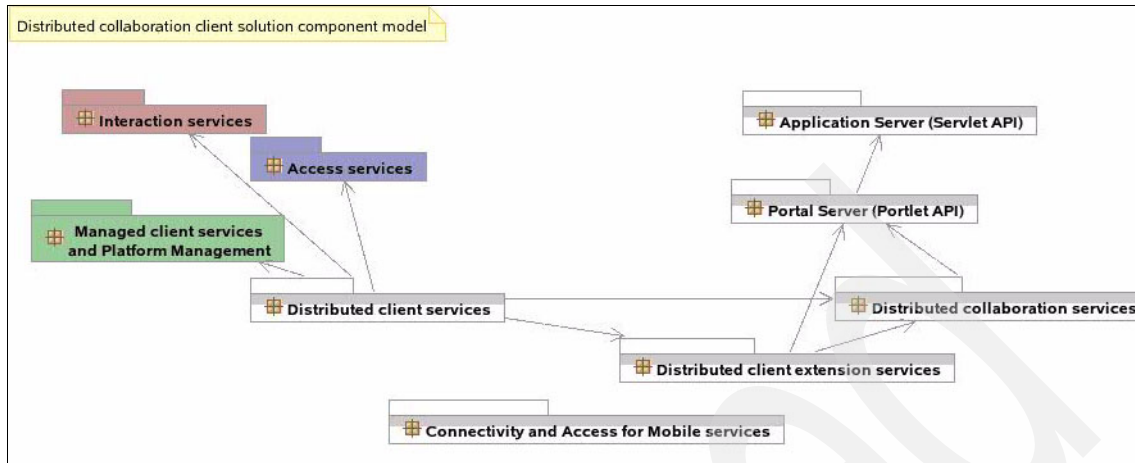 Distributed collaboration client solution component model
Interaction services
Application Server (Servlet API)
Access services
Portal Server (Portlet API)
Managed client services
and Platform Management
Distributed client services
Distributed collaboration services
Distributed client extension services
Connectivity and Access for Mobile services